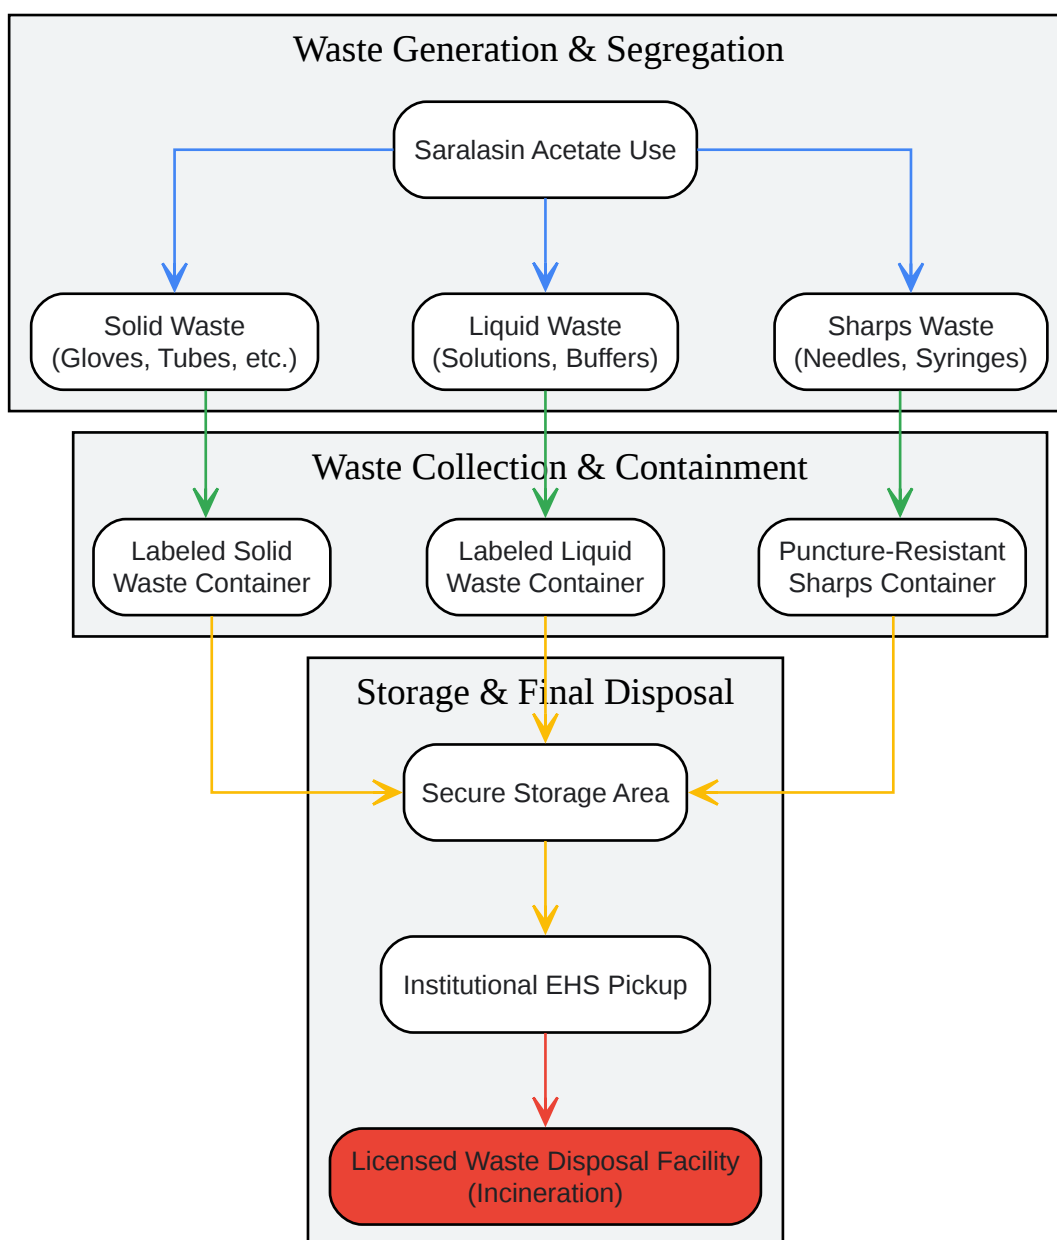 Waste Generation & Segregation
Saralasin Acetate Use
Solid Waste
(Gloves, Tubes, etc.)
Liquid Waste
(Solutions, Buffers)
Sharps Waste
(Needles, Syringes)
Waste Collection & Containment
Labeled Solid
Waste Container
Labeled Liquid
Waste Container
Puncture-Resistant
Sharps Container
Storage & Final Disposal
Secure Storage Area
Institutional EHS Pickup
Licensed Waste Disposal Facility
(Incineration)